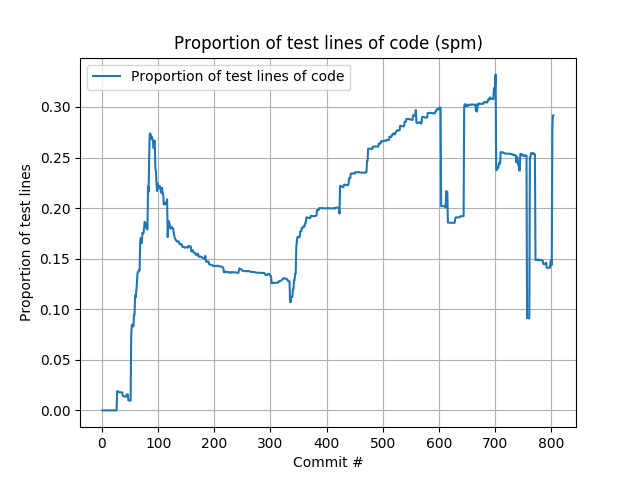 Proportion of test lines of code (spm)
Proportion of test lines of code
0.30
0.25
0.20
0.15
0.10
0.05
0.00
Proportion of test lines
0 100 200 300 400 500 600 700 800
Commit #